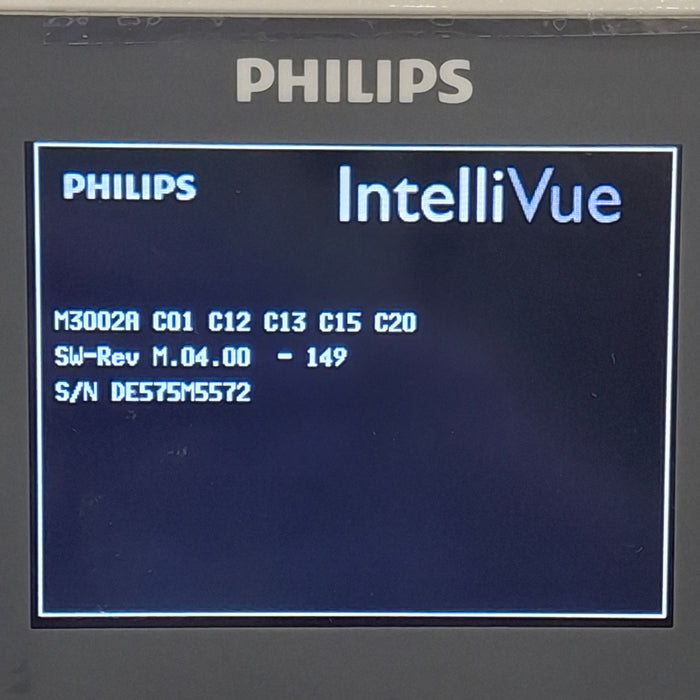 PHILIPS
PHILIPS IntelliVue
M3002A C01 C12 C13 C15 C20
SW-Rev M.04.00 - 149
S/N DE575M5572